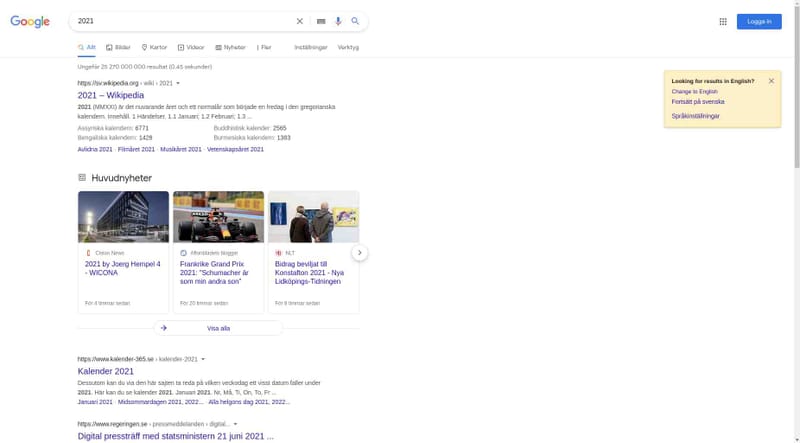 Google
2021
Logga in
Allt Bilder Kartor Videor Nyheter Fler Inställningar Verktyg
Ungefär 25 270 000 000 resultat (0,45 sekunder)
https://sv.wikipedia.org › wiki › 2021
2021 – Wikipedia
2021 (MMXXI) är det nuvarande året och ett normalår som började en fredag i den gregorianska
kalendern. Innehåll. 1 Händelser. 1.1 Januari; 1.2 Februari; 1.3 ...
Assyriska kalendern: 6771 Buddhistisk kalender: 2565
Bengaliska kalendern: 1428 Burmesiska kalendern: 1383
Avlidna 2021 · Filmåret 2021 · Musikåret 2021 · Vetenskapsåret 2021
Looking for results in English?
Change to English
Fortsätt på svenska
Språkinställningar
Huvudnyheter
News
2021 by Joerg Hempel 4
- WICONA
För 4 timmar sedan
Aftonbladets bloggar
Frankrike Grand Prix
2021: "Schumacher är
som min andra son"
För 20 timmar sedan
NLT
Bidrag beviljat till
Konstafton 2021 - Nya
Lidköpings-Tidningen
För 8 timmar sedan
Visa alla
https://www.kalender-365.se › kalender-2021
Kalender 2021
Dessutom kan du via den här sajten ta reda på vilken veckodag ett visst datum faller under
2021. Här kan du se kalender 2021. Januari 2021. Nr, Må, Ti, On, To, Fr ...
Januari 2021 · Midsommardagen 2021, 2022... · Alla helgons dag 2021, 2022...
https://www.regeringen.se › pressmeddelanden › digital...
Digital pressträff med statsministern 21 juni 2021 ...